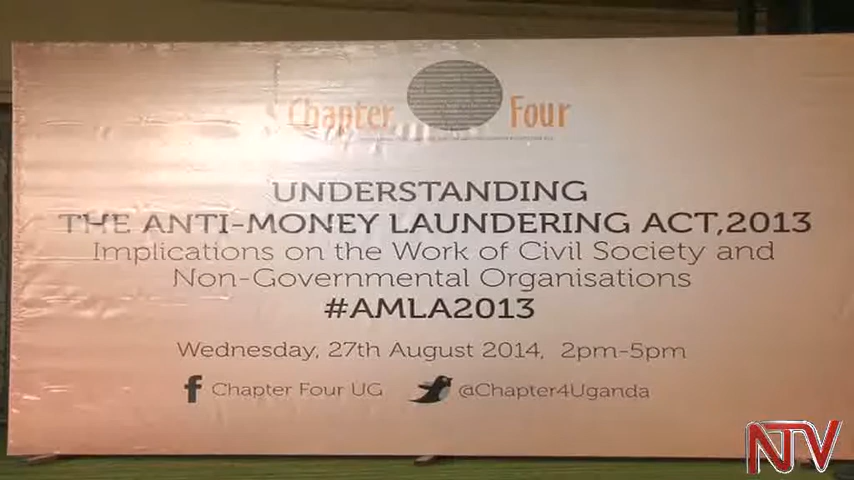 Chapter Four
UNDERSTANDING
THE ANTI-MONEY LAUNDERING ACT,2013
Implications on the Work of Civil Society and
Non-Governmental Organisations
#AMLA2013
Wednesday, 27th August 2014, 2pm-5pm
f Chapter Four UG @Chapter4Uganda
NTV